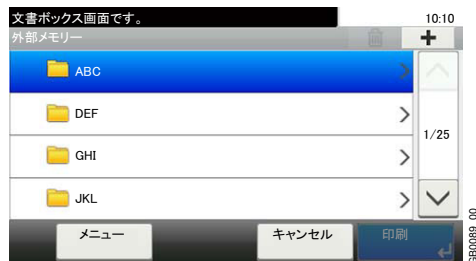 文書ボックス画面です。
10:10
外部メモリー
ABC
DEF
1/25
GHI
JKL
メニュー
キャンセル
印刷
GB0089_00